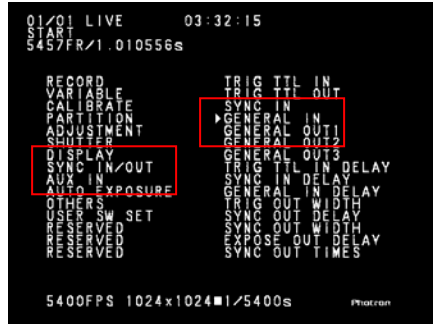 01/01 LIVE 03:32:15
START
5457FR/1.010556s
RECORD TRIG TTL IN
VARIABLE TRIG TTL OUT
CALIBRATE SYNC IN
PARTITION ▶GENERAL IN
ADJUSTMENT GENERAL OUT1
SHUTTER GENERAL OUT2
DISPLAY GENERAL OUT3
SYNC IN/OUT TRIG TTL IN DELAY
AUX IN SYNC IN DELAY
AUTO EXPOSURE GENERAL IN DELAY
OTHERS TRIG OUT WIDTH
USER SW SET SYNC OUT DELAY
RESERVED SYNC OUT WIDTH
RESERVED EXPOSE OUT DELAY
RESERVED SYNC OUT TIMES
5400FPS 1024x1024■1/5400s Photron